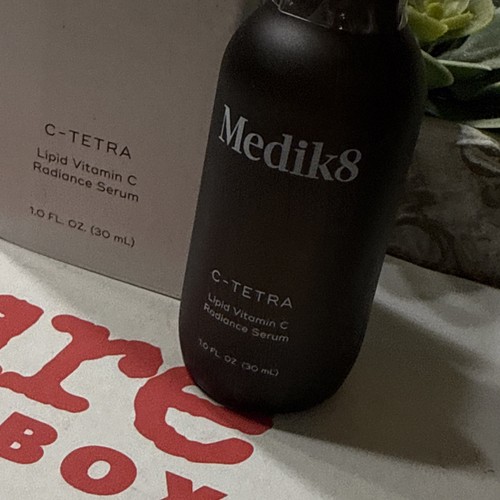 C-TETRA
Lipid Vitamin C
Radiance Serum
1.0 FL. OZ. (30 mL)
Medik8
C-TETRA
Lipid Vitamin C
Radiance Serum
1.0 FL. OZ. (30 mL)
are
BOX